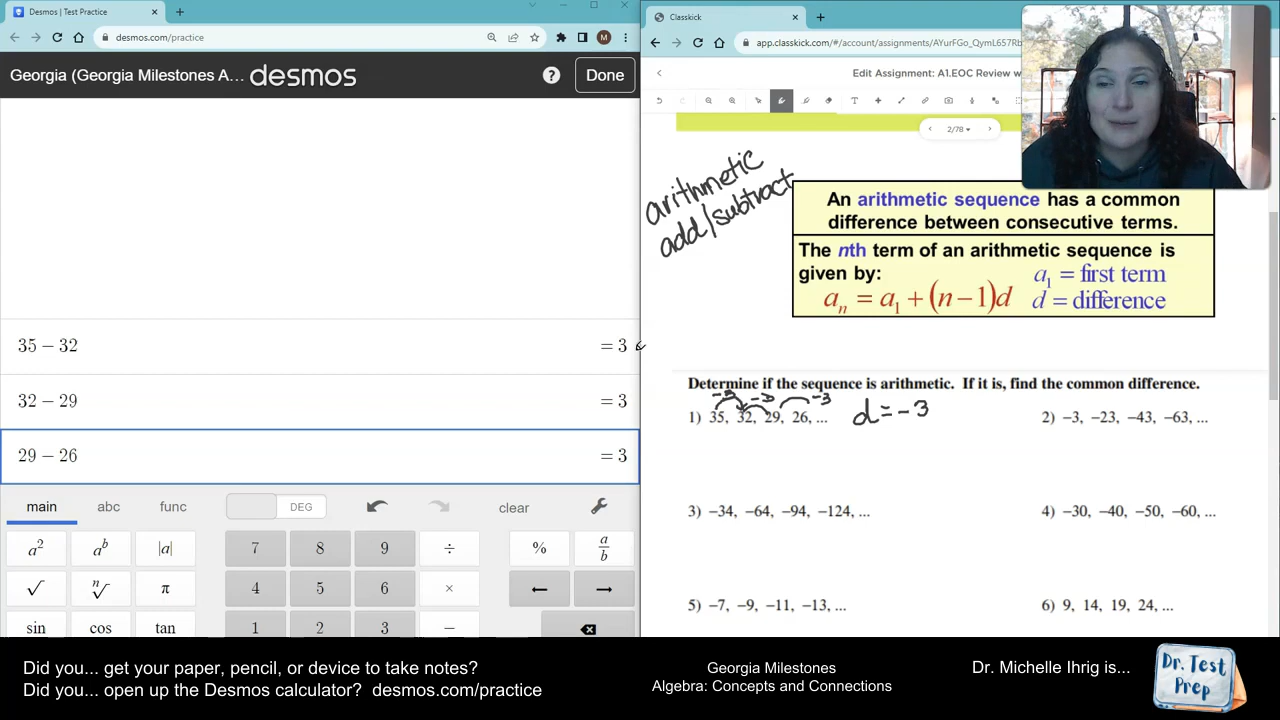 Desmos | Test Practice
desmos.com/practice
M
Georgia (Georgia Milestones A... desmos
?
Done
35 − 32 = 3
32 − 29 = 3
29 − 26 = 3
main abc func DEG clear
a² aᵇ |a| 7 8 9 ÷ % a/b
√ ⁿ√ π 4 5 6 × ← →
sin cos tan 1 2 3 −
Classkick
app.classkick.com/#/account/assignments/AYurFGo_QymL657Rb
Edit Assignment: A1.EOC Review w
T
2/78
arithmetic
add/subtract
An arithmetic sequence has a common
difference between consecutive terms.
The nth term of an arithmetic sequence is
given by:
a₁ = first term
aₙ = a₁ + (n − 1)d
d = difference
Determine if the sequence is arithmetic. If it is, find the common difference.
-3 -3 -3
1) 35, 32, 29, 26, ... d = -3
2) −3, −23, −43, −63, ...
3) −34, −64, −94, −124, ...
4) −30, −40, −50, −60, ...
5) −7, −9, −11, −13, ...
6) 9, 14, 19, 24, ...
Did you... get your paper, pencil, or device to take notes?
Did you... open up the Desmos calculator? desmos.com/practice
Georgia Milestones
Algebra: Concepts and Connections
Dr. Michelle Ihrig is...
Dr. Test
Prep